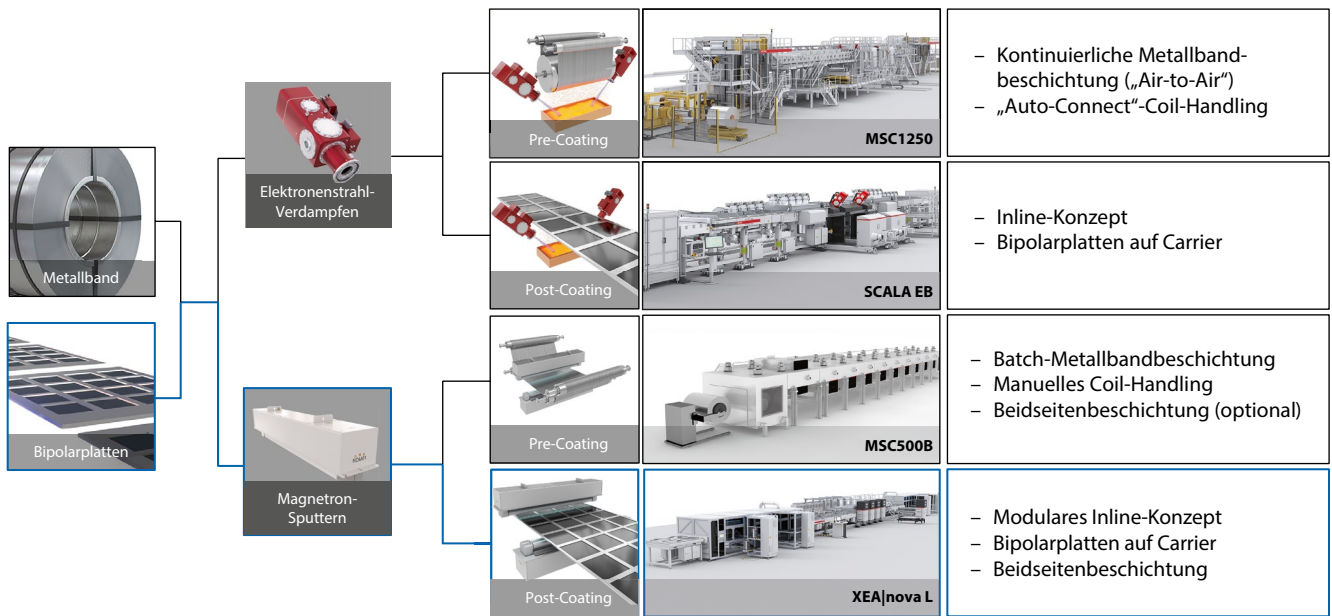 Metallband
Bipolarplatten
Elektronenstrahl-
Verdampfen
Magnetron-
Sputtern
Pre-Coating
MSC1250
– Kontinuierliche Metallband-
beschichtung („Air-to-Air“)
– „Auto-Connect“-Coil-Handling
Post-Coating
SCALA EB
– Inline-Konzept
– Bipolarplatten auf Carrier
Pre-Coating
MSC500B
– Batch-Metallbandbeschichtung
– Manuelles Coil-Handling
– Beidseitenbeschichtung (optional)
Post-Coating
XEA|nova L
– Modulares Inline-Konzept
– Bipolarplatten auf Carrier
– Beidseitenbeschichtung